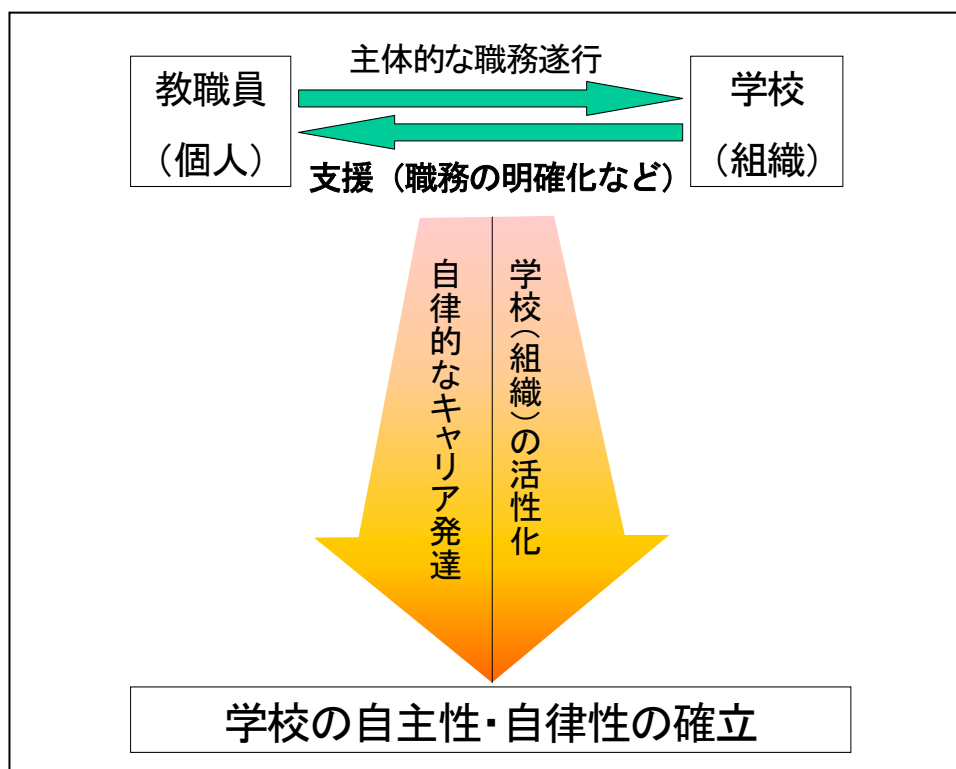 主体的な職務遂行
教職員
(個人)
学校
(組織)
支援(職務の明確化など)
自律的なキャリア発達
学校(組織)の活性化
学校の自主性・自律性の確立